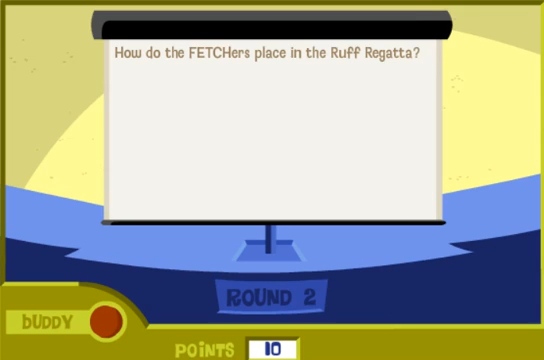 How do the FETCHers place in the Ruff Regatta?
ROUND 2
bUDDY
POiNTS 10